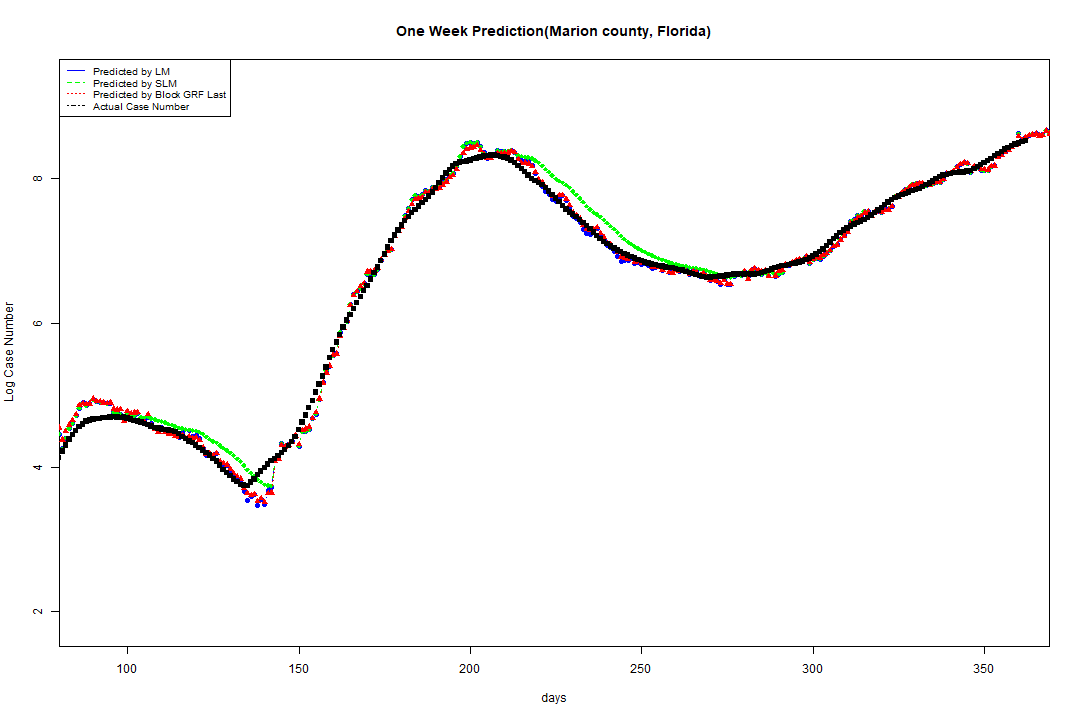 One Week Prediction(Marion county, Florida)
Predicted by LM
Predicted by SLM
Predicted by Block GRF Last
Actual Case Number
8
6
4
2
Log Case Number
100 150 200 250 300 350
days